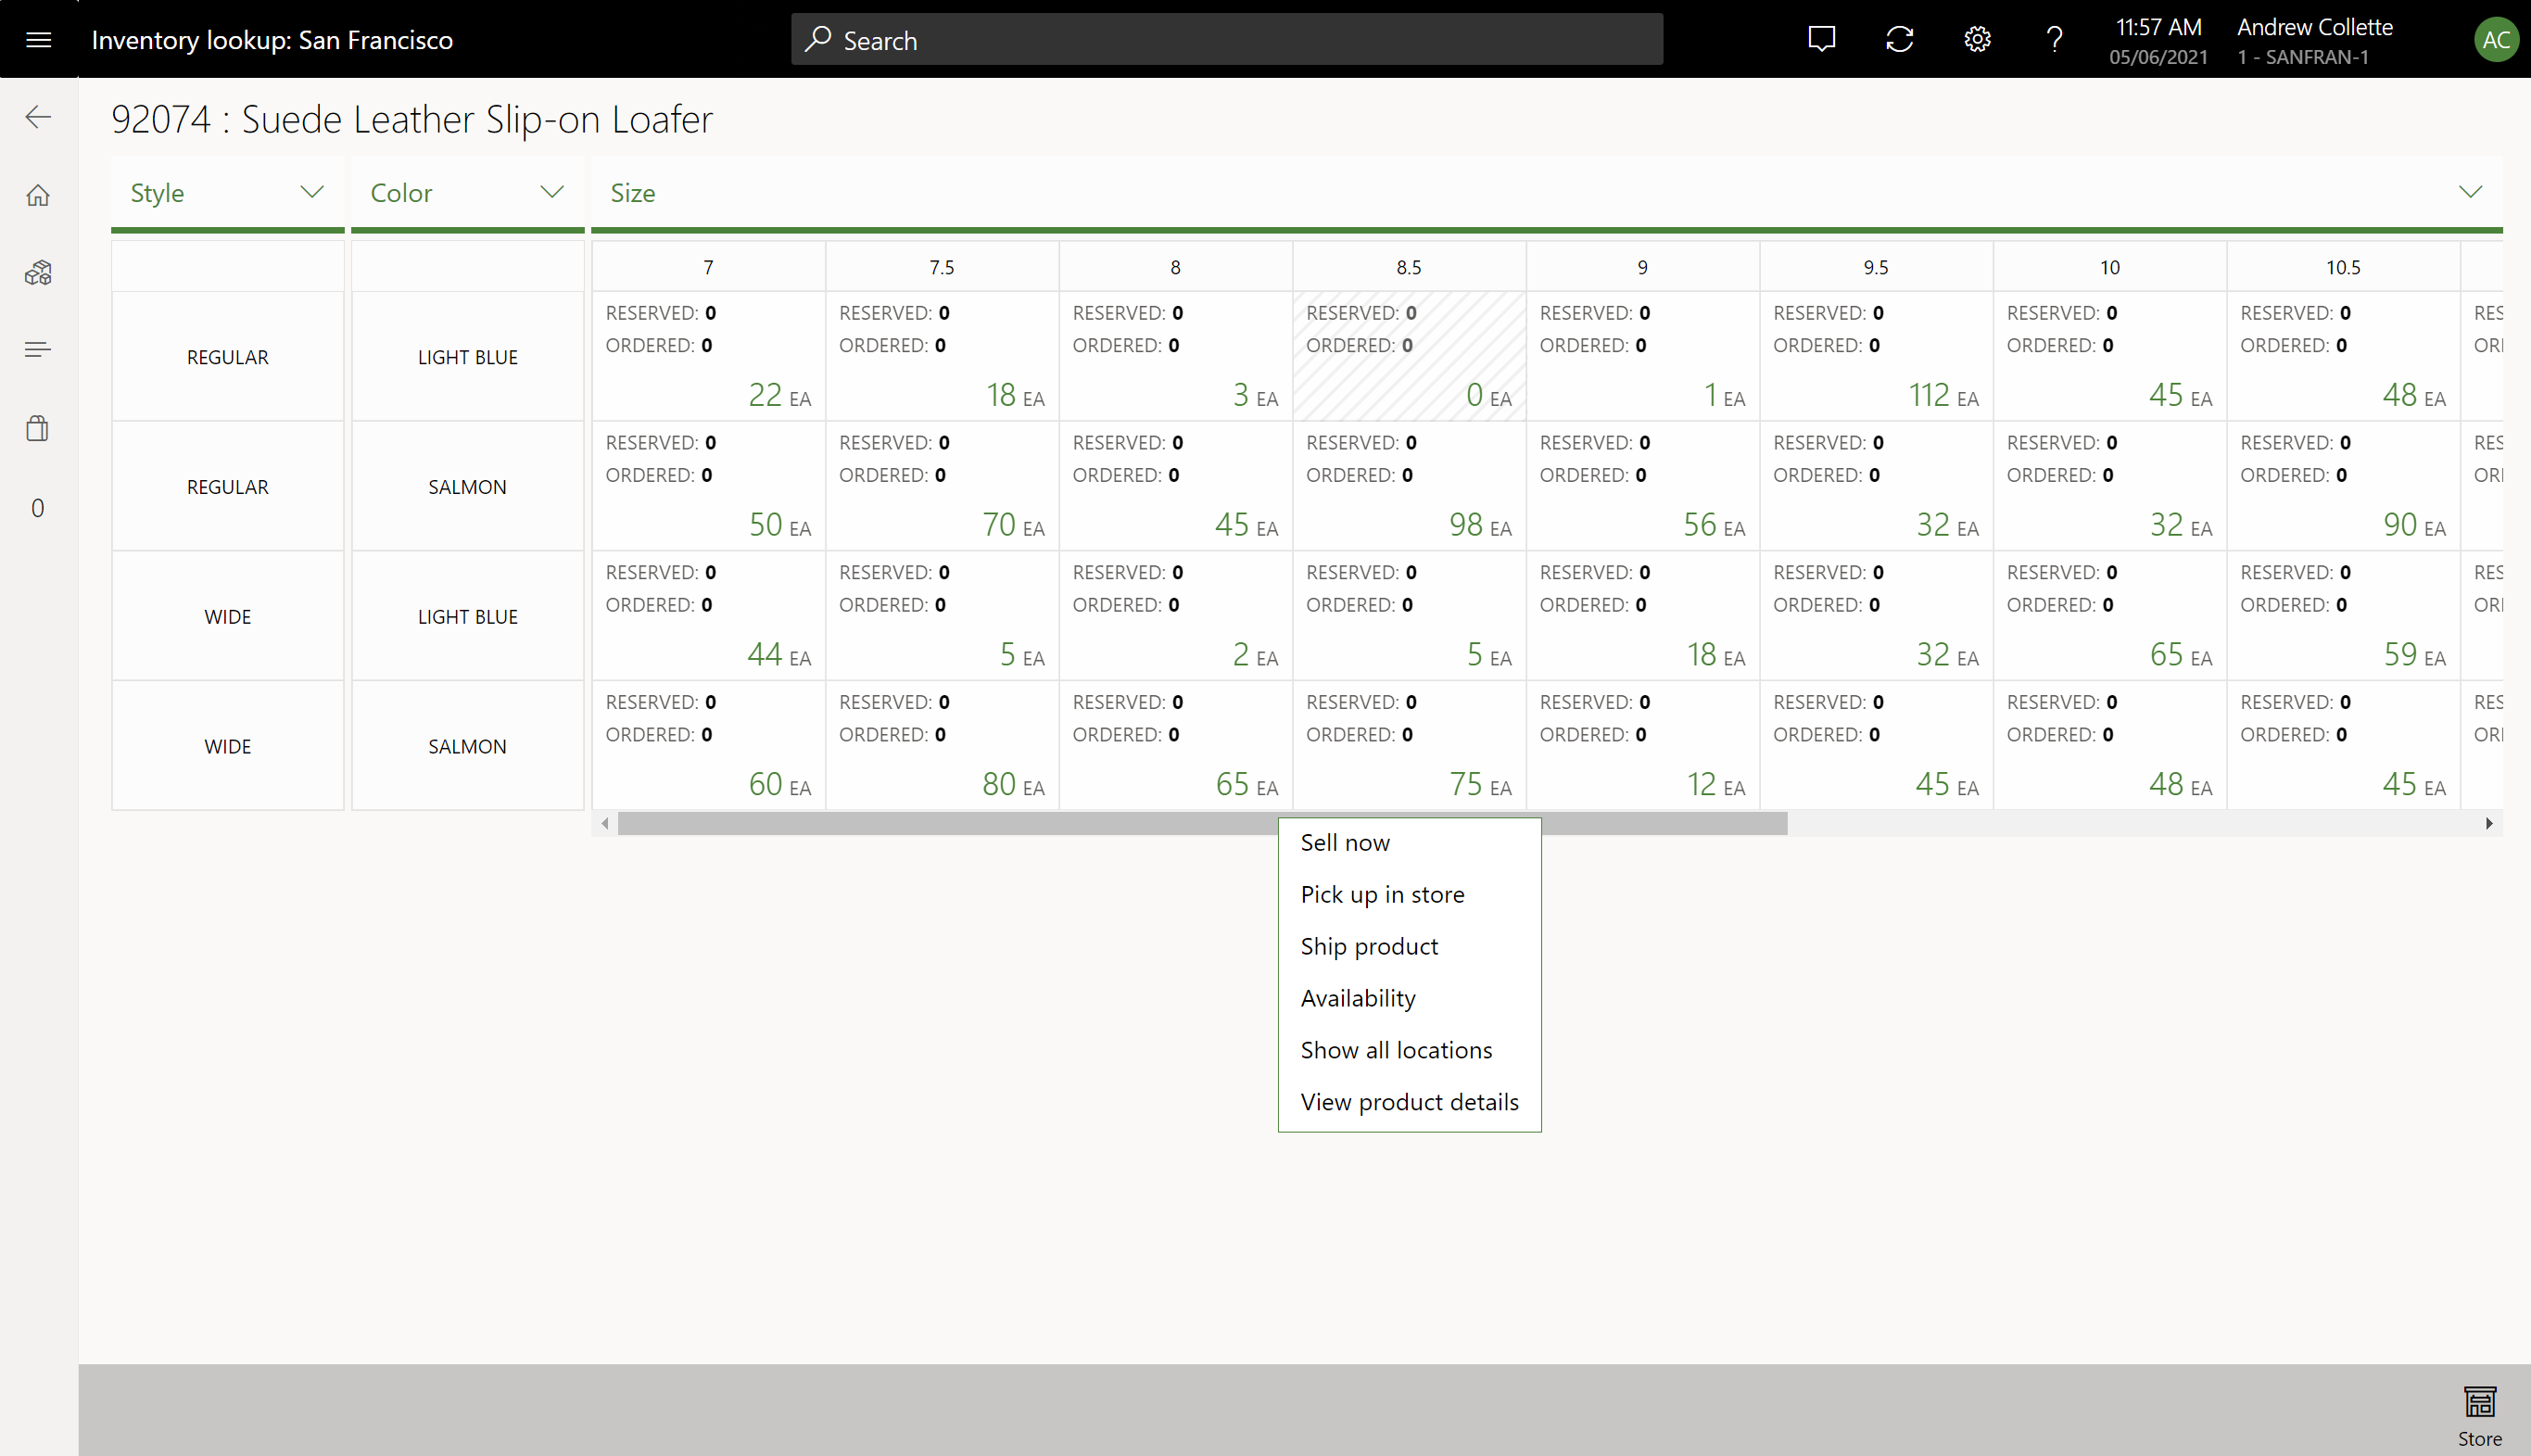 Inventory lookup: San Francisco
Search
11:57 AM
05/06/2021
Andrew Collette
1 - SANFRAN-1
AC
92074 : Suede Leather Slip-on Loafer
Style Color Size
7 7.5 8 8.5 9 9.5 10 10.5
REGULAR LIGHT BLUE
RESERVED: 0 RESERVED: 0 RESERVED: 0 RESERVED: 0 RESERVED: 0 RESERVED: 0 RESERVED: 0 RESERVED: 0 RES
ORDERED: 0 ORDERED: 0 ORDERED: 0 ORDERED: 0 ORDERED: 0 ORDERED: 0 ORDERED: 0 ORDERED: 0 ORI
22 EA 18 EA 3 EA 0 EA 1 EA 112 EA 45 EA 48 EA
REGULAR SALMON
RESERVED: 0 RESERVED: 0 RESERVED: 0 RESERVED: 0 RESERVED: 0 RESERVED: 0 RESERVED: 0 RESERVED: 0 RES
ORDERED: 0 ORDERED: 0 ORDERED: 0 ORDERED: 0 ORDERED: 0 ORDERED: 0 ORDERED: 0 ORDERED: 0 ORI
50 EA 70 EA 45 EA 98 EA 56 EA 32 EA 32 EA 90 EA
WIDE LIGHT BLUE
RESERVED: 0 RESERVED: 0 RESERVED: 0 RESERVED: 0 RESERVED: 0 RESERVED: 0 RESERVED: 0 RESERVED: 0 RES
ORDERED: 0 ORDERED: 0 ORDERED: 0 ORDERED: 0 ORDERED: 0 ORDERED: 0 ORDERED: 0 ORDERED: 0 ORI
44 EA 5 EA 2 EA 5 EA 18 EA 32 EA 65 EA 59 EA
WIDE SALMON
RESERVED: 0 RESERVED: 0 RESERVED: 0 RESERVED: 0 RESERVED: 0 RESERVED: 0 RESERVED: 0 RESERVED: 0 RES
ORDERED: 0 ORDERED: 0 ORDERED: 0 ORDERED: 0 ORDERED: 0 ORDERED: 0 ORDERED: 0 ORDERED: 0 ORI
60 EA 80 EA 65 EA 75 EA 12 EA 45 EA 48 EA 45 EA
0
Sell now
Pick up in store
Ship product
Availability
Show all locations
View product details
Store